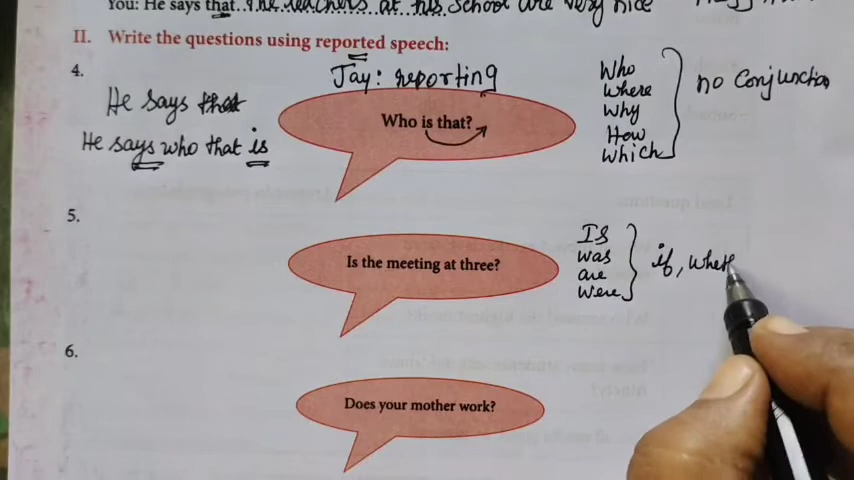 You: He says that The teachers at his school are very nice
II. Write the questions using reported speech:
4.
Jay: reporting
He says that
He says who that is
Who is that?
Who
where
why
How
which
no conjunction
5.
Is the meeting at three?
Is
was
are
were
if, wheth
6.
Does your mother work?